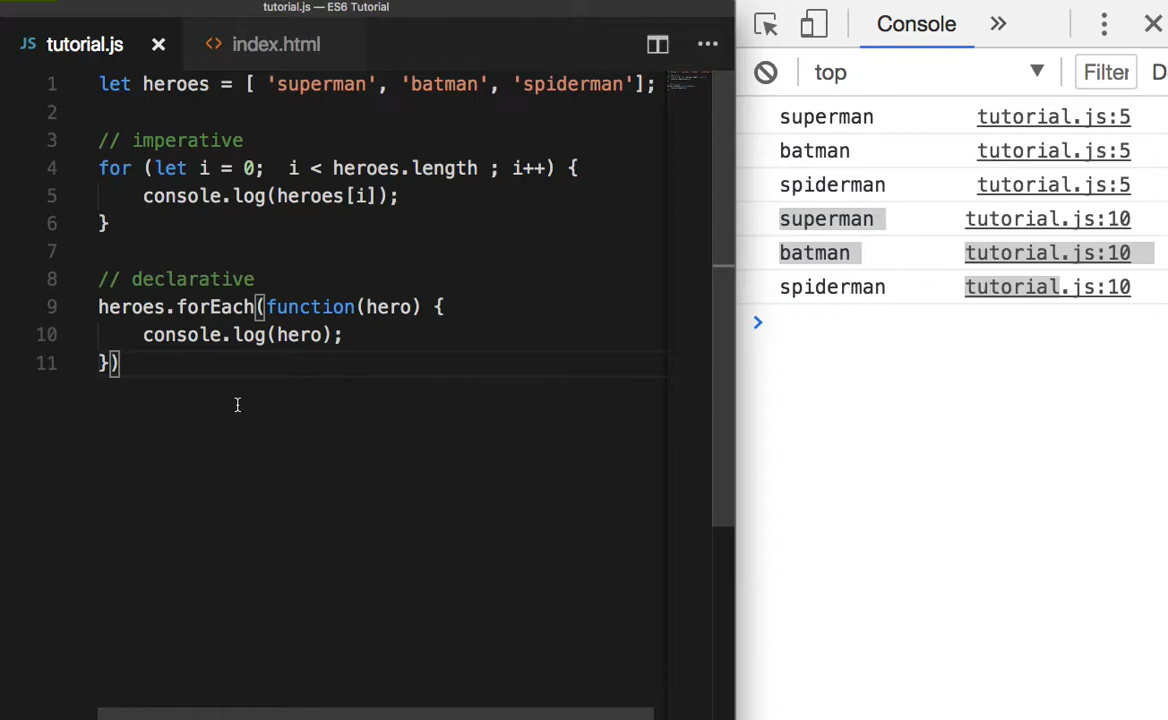 tutorial.js — ES6 Tutorial
JS tutorial.js × <> index.html ···
1 let heroes = [ 'superman', 'batman', 'spiderman'];
2
3 // imperative
4 for (let i = 0;  i < heroes.length ; i++) {
5     console.log(heroes[i]);
6 }
7
8 // declarative
9 heroes.forEach(function(hero) {
10     console.log(hero);
11 })
Console »
top ▼ Filter D
superman tutorial.js:5
batman tutorial.js:5
spiderman tutorial.js:5
superman tutorial.js:10
batman tutorial.js:10
spiderman tutorial.js:10
>